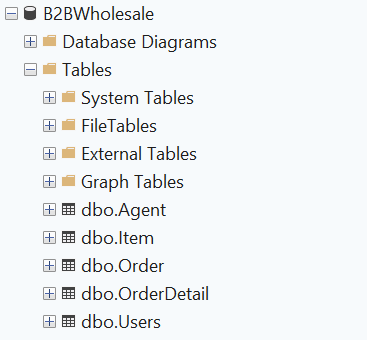 B2BWholesale
Database Diagrams
Tables
System Tables
FileTables
External Tables
Graph Tables
dbo.Agent
dbo.Item
dbo.Order
dbo.OrderDetail
dbo.Users